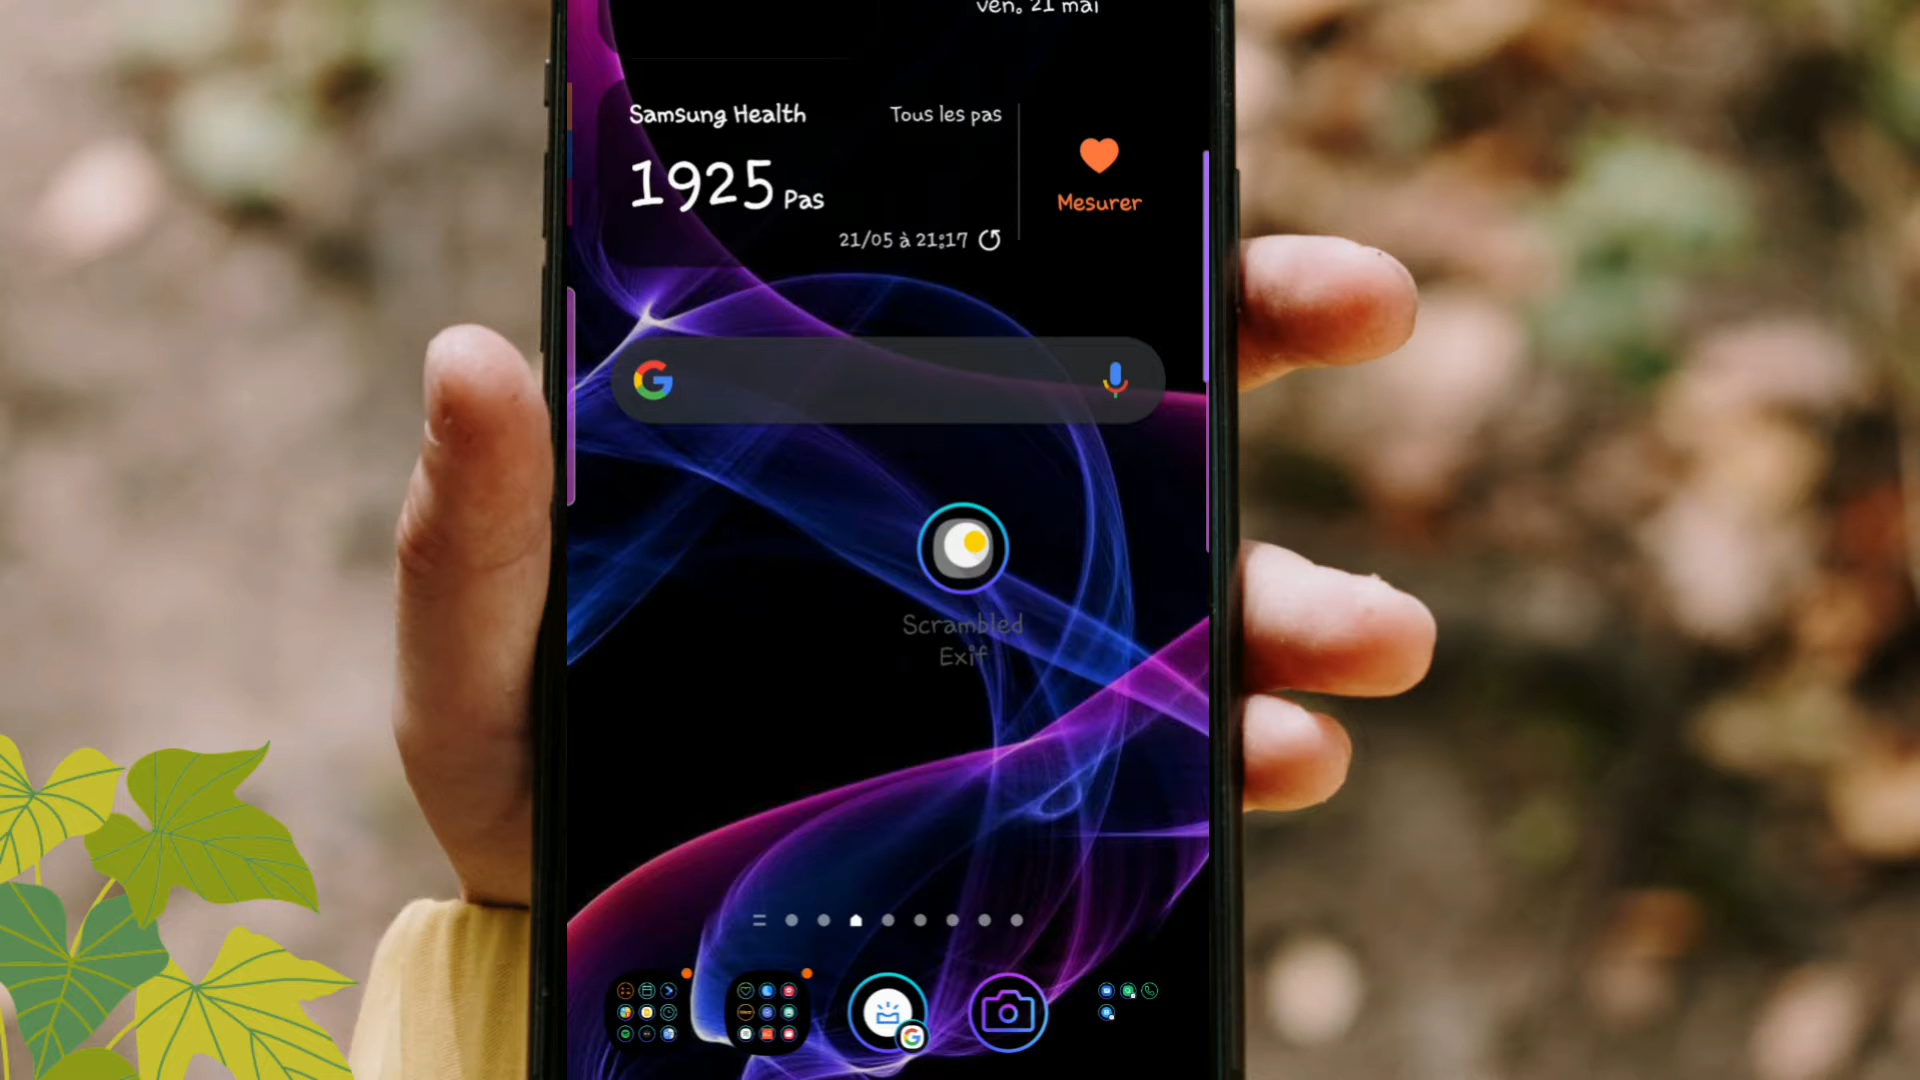 ven. 21 mai
Samsung Health
Tous les pas
1925 Pas
Mesurer
21/05 à 21:17
Scrambled
Exif